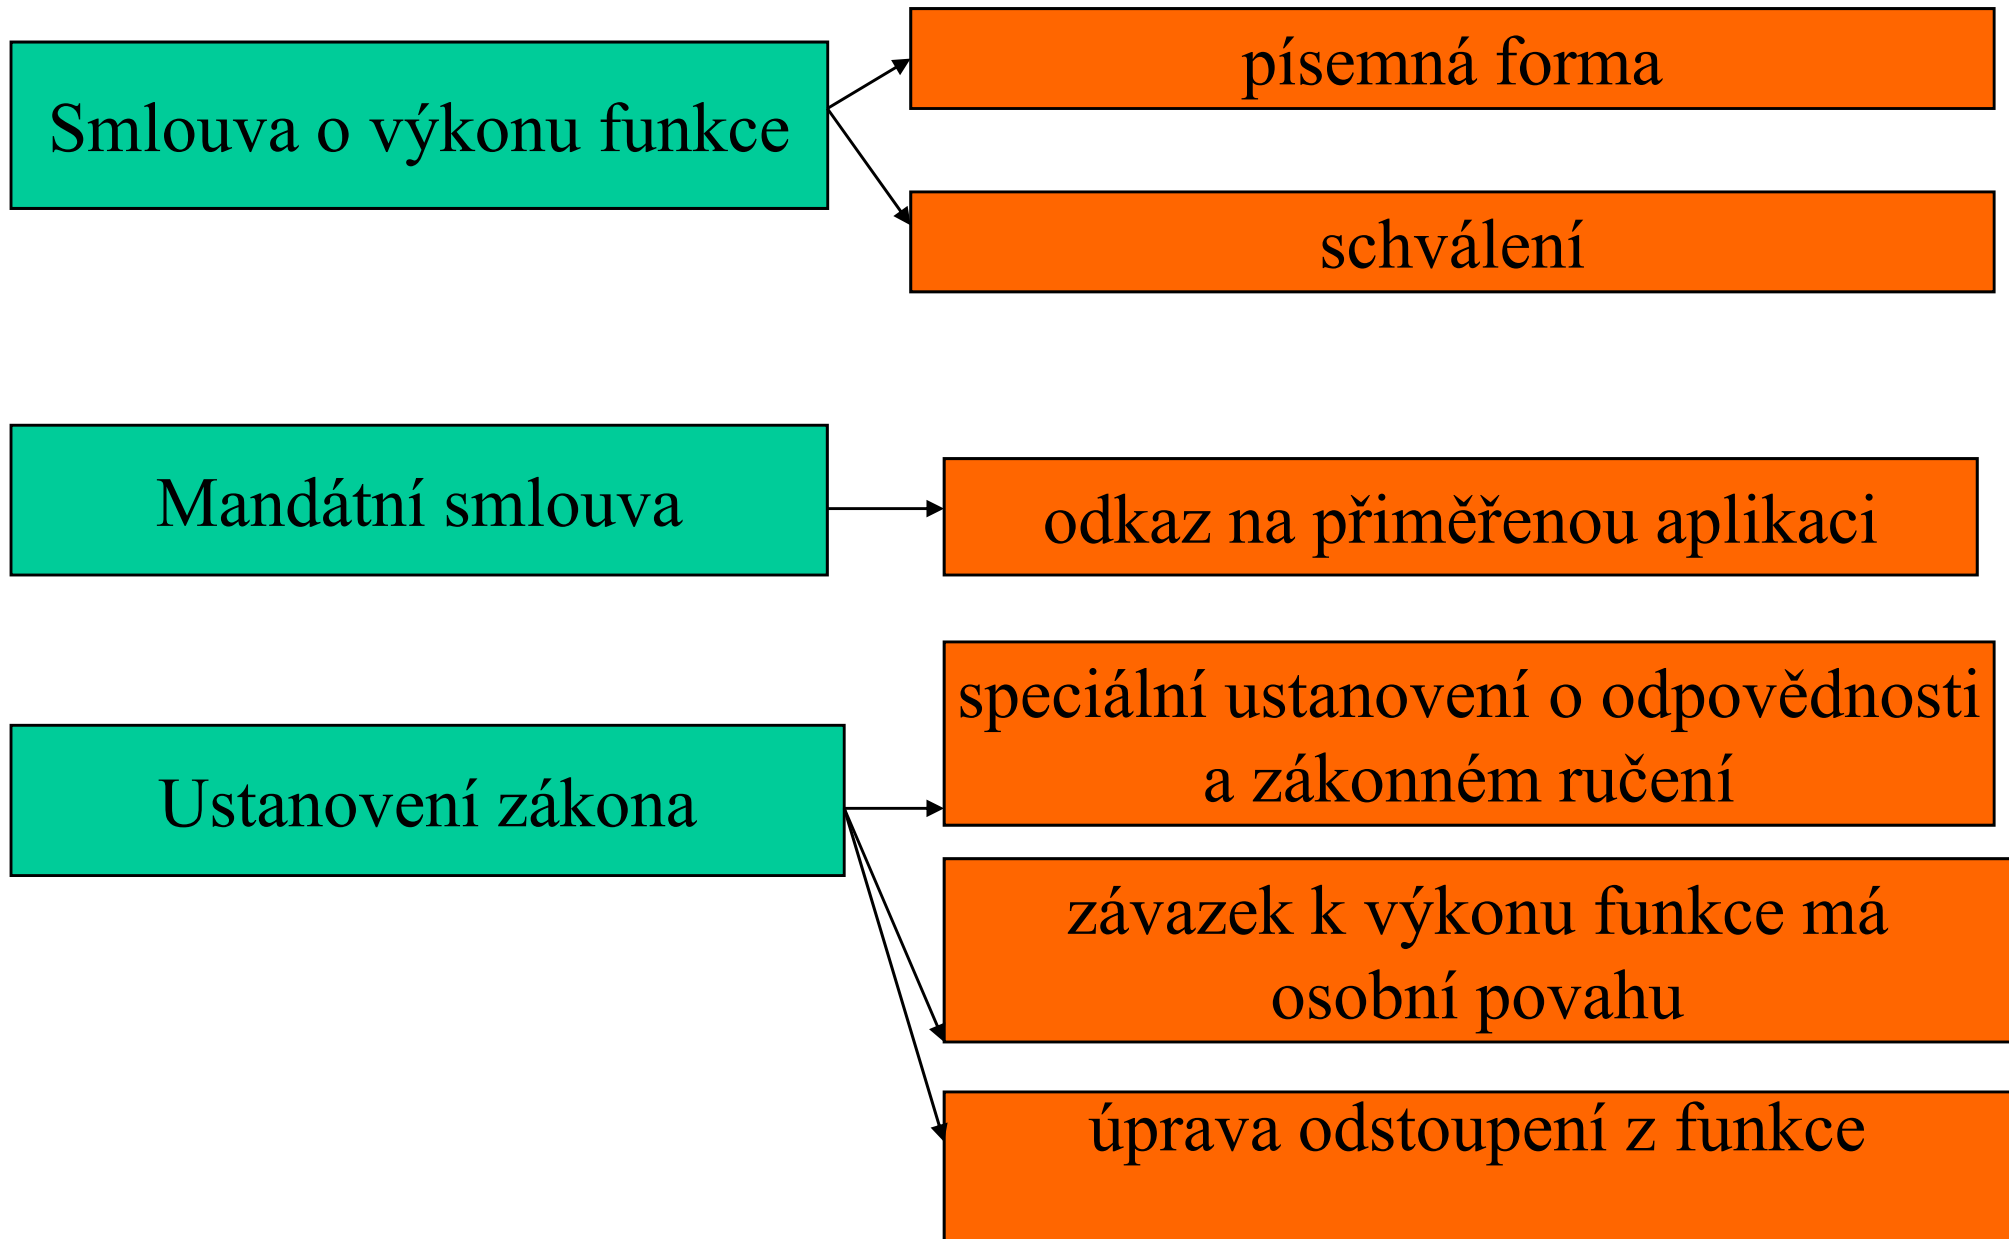 Smlouva o výkonu funkce
písemná forma
schválení
Mandátní smlouva
odkaz na přiměřenou aplikaci
Ustanovení zákona
speciální ustanovení o odpovědnosti
a zákonném ručení
závazek k výkonu funkce má
osobní povahu
úprava odstoupení z funkce